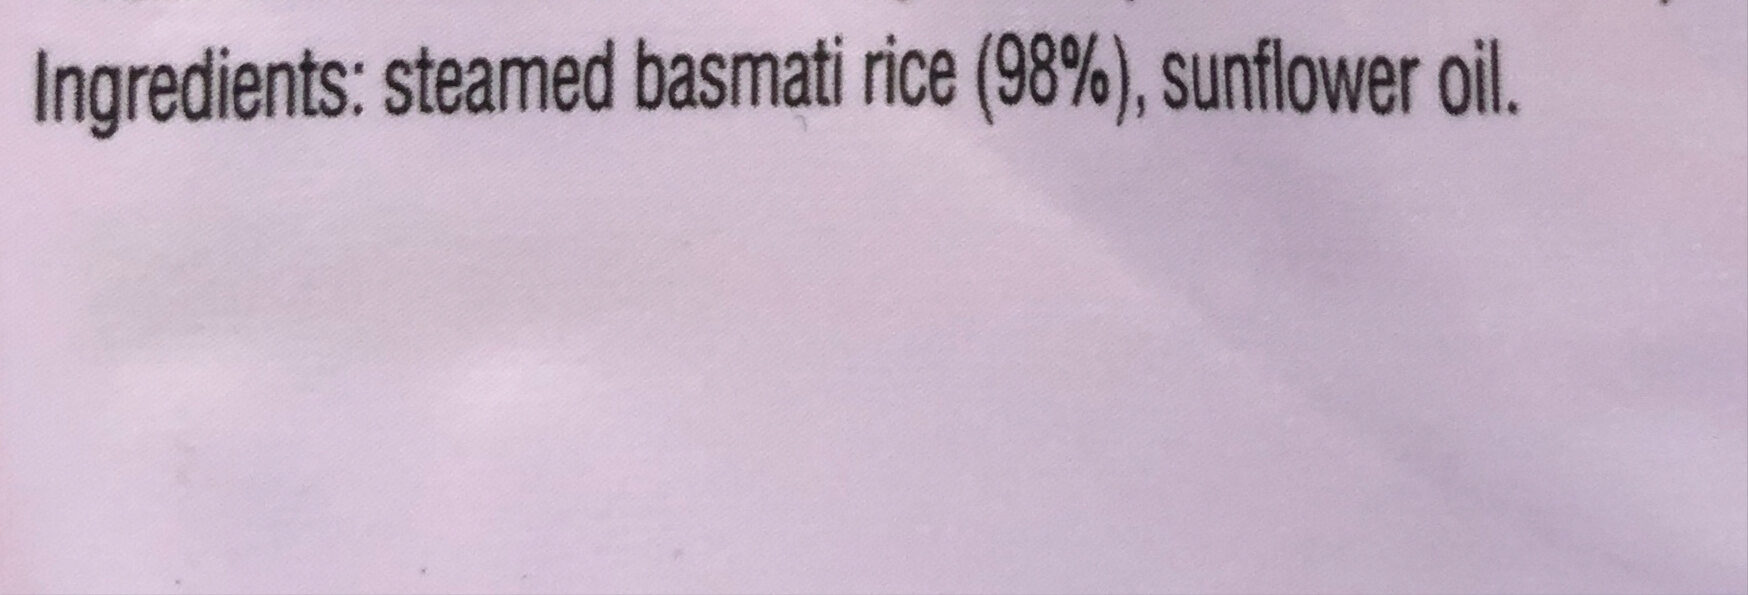 Ingredients: steamed basmati rice (98%), sunflower oil.